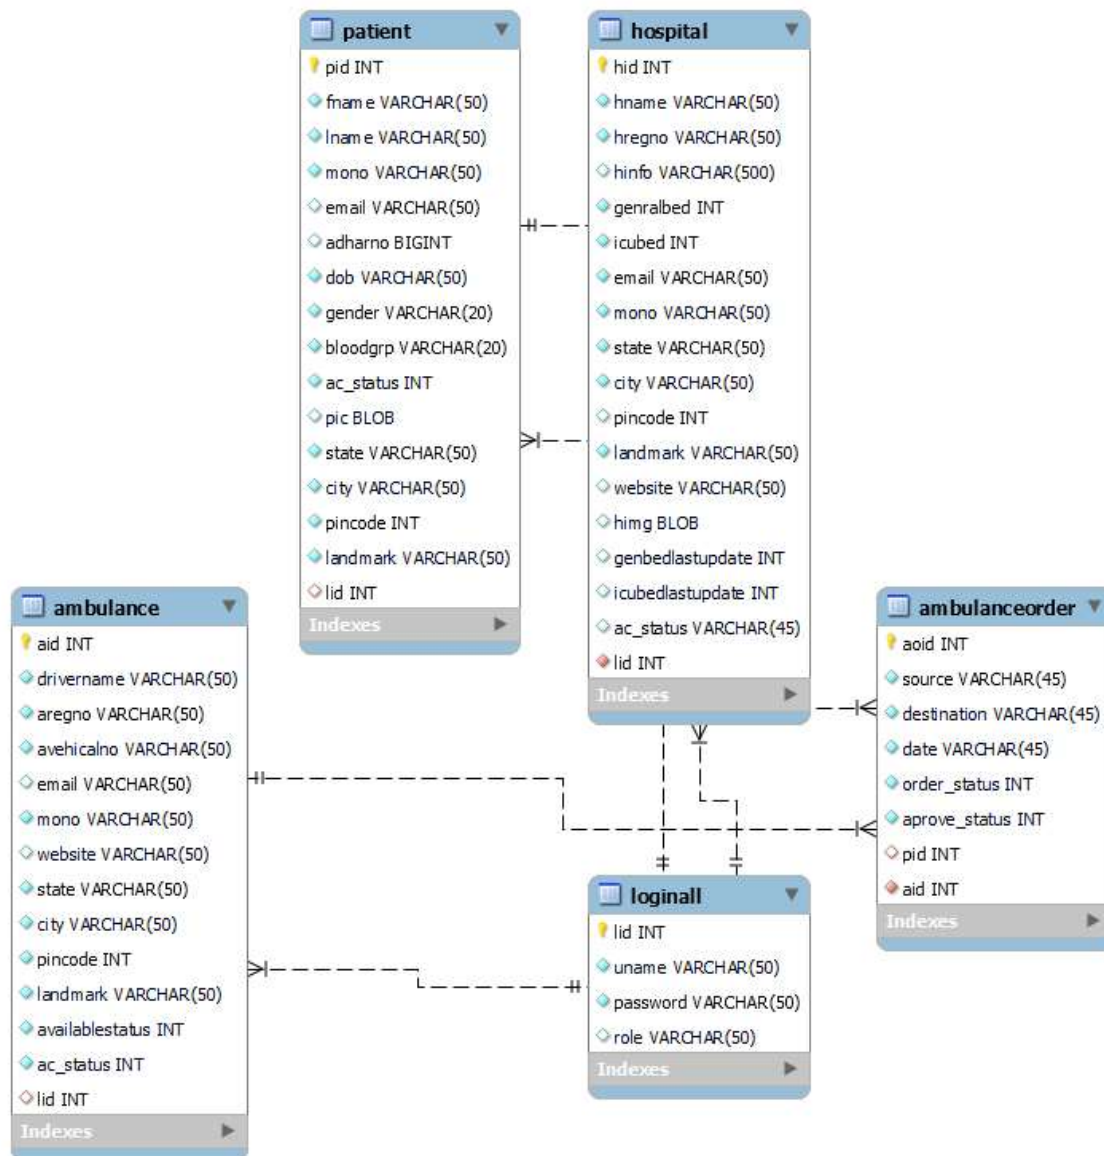 patient
pid INT
fname VARCHAR(50)
lname VARCHAR(50)
mono VARCHAR(50)
email VARCHAR(50)
adharno BIGINT
dob VARCHAR(50)
gender VARCHAR(20)
bloodgrp VARCHAR(20)
ac_status INT
pic BLOB
state VARCHAR(50)
city VARCHAR(50)
pincode INT
landmark VARCHAR(50)
lid INT
Indexes
hospital
hid INT
hname VARCHAR(50)
hregno VARCHAR(50)
hinfo VARCHAR(500)
genralbed INT
icubed INT
email VARCHAR(50)
mono VARCHAR(50)
state VARCHAR(50)
city VARCHAR(50)
pincode INT
landmark VARCHAR(50)
website VARCHAR(50)
himg BLOB
genbedlastupdate INT
icubedlastupdate INT
ac_status VARCHAR(45)
lid INT
Indexes
ambulance
aid INT
drivername VARCHAR(50)
aregno VARCHAR(50)
avehicalno VARCHAR(50)
email VARCHAR(50)
mono VARCHAR(50)
website VARCHAR(50)
state VARCHAR(50)
city VARCHAR(50)
pincode INT
landmark VARCHAR(50)
availablestatus INT
ac_status INT
lid INT
Indexes
ambulanceorder
aoid INT
source VARCHAR(45)
destination VARCHAR(45)
date VARCHAR(45)
order_status INT
aprove_status INT
pid INT
aid INT
Indexes
loginall
lid INT
uname VARCHAR(50)
password VARCHAR(50)
role VARCHAR(50)
Indexes